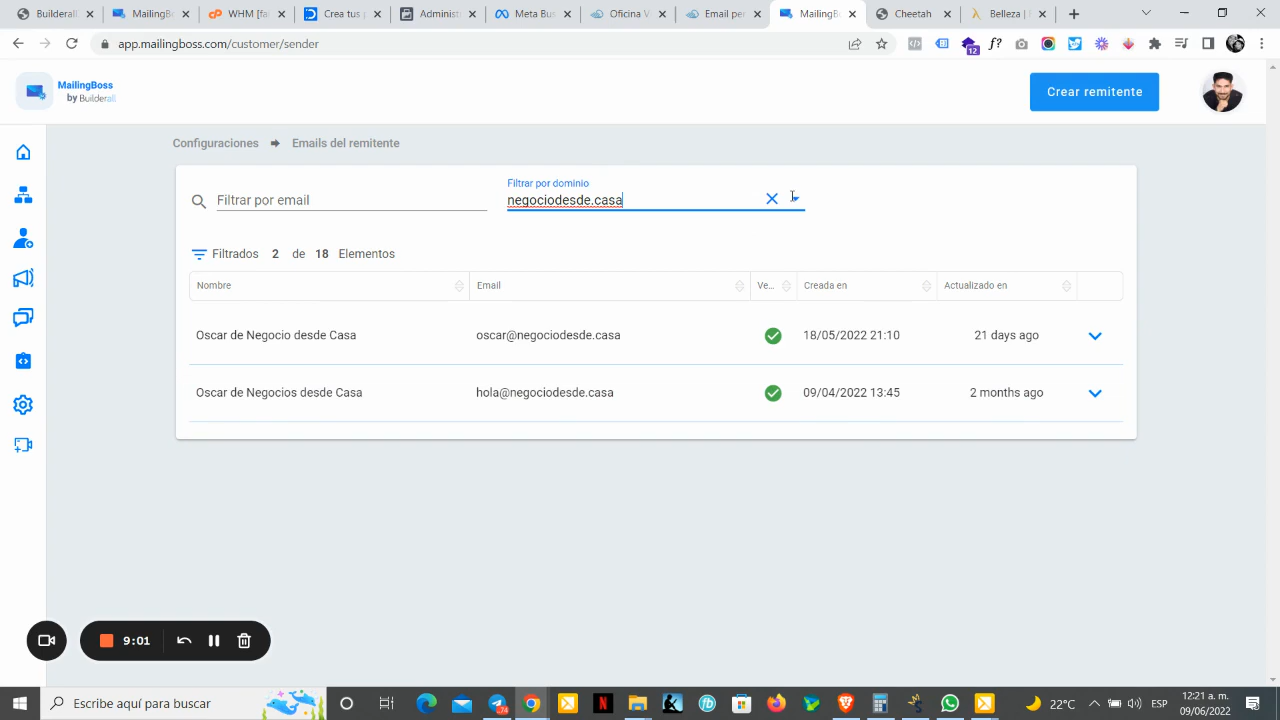 Builderall
MailingBo
WHM [fal
Crea tus p
Administ
Meta Bus
Oficina V
Email per
MailingBo
Cheetah
Belleza | P
app.mailingboss.com/customer/sender
12
f?
MailingBoss
by Builderall
Crear remitente
Configuraciones
Emails del remitente
Filtrar por email
Filtrar por dominio
negociodesde.casa
Filtrados 2 de 18 Elementos
Nombre Email Ve... Creada en Actualizado en
Oscar de Negocio desde Casa oscar@negociodesde.casa 18/05/2022 21:10 21 days ago
Oscar de Negocios desde Casa hola@negociodesde.casa 09/04/2022 13:45 2 months ago
9:01
Escribe aquí para buscar
22°C
ESP
12:21 a. m.
09/06/2022